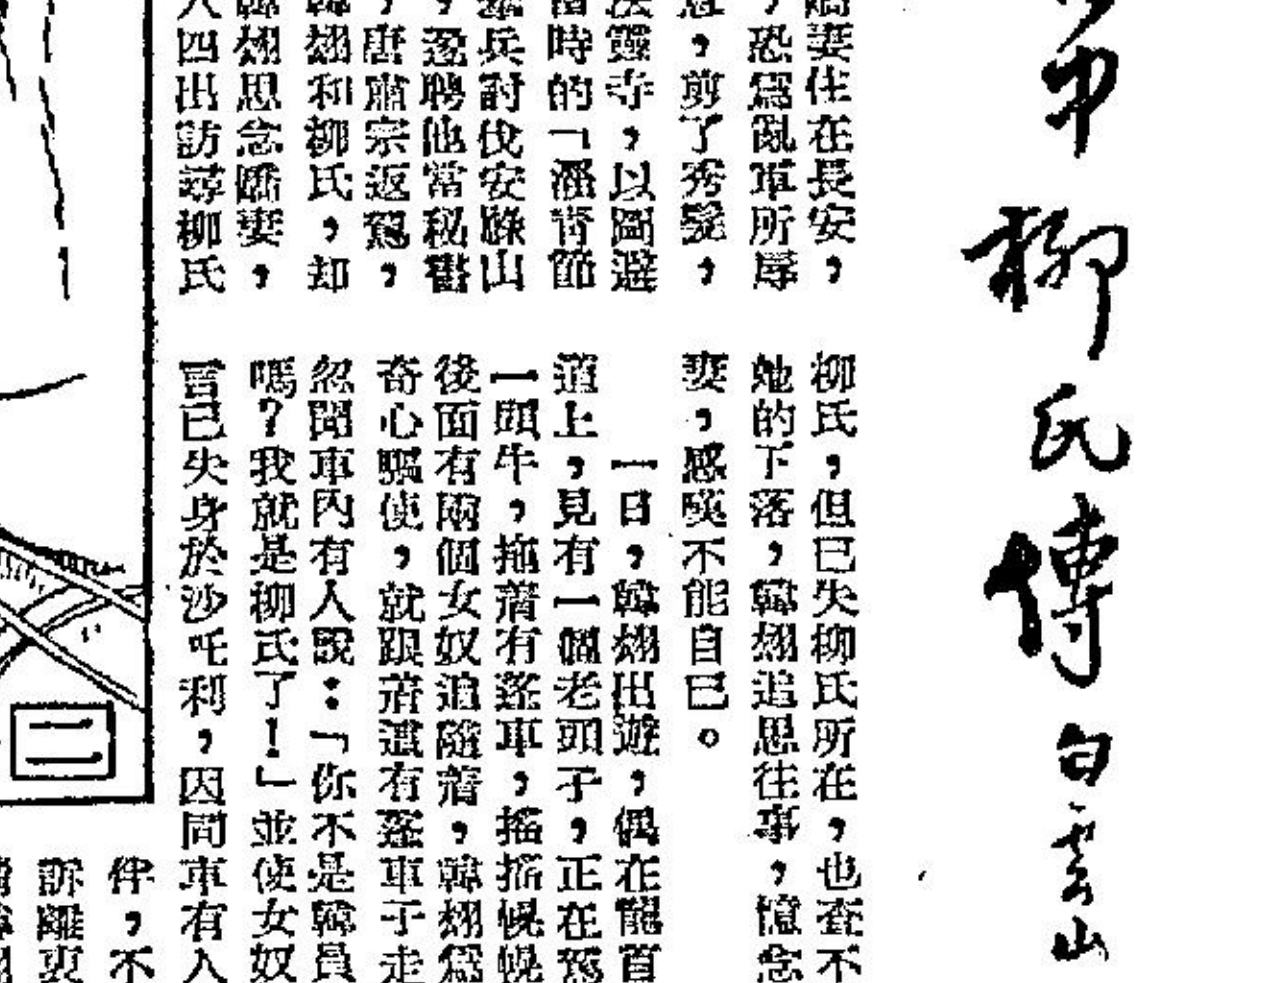 中柳氏傳 白雲山
嬌妻住在長安，
，恐爲亂軍所辱
，剪了秀髮，
靈寺，以圖避
當時的「淄青節
兵討伐安祿山
，遂聘他當秘書
，唐肅宗返駕，
韓翃和柳氏，却
韓翃思念嬌妻，
人四出訪尋柳氏
柳氏，但已失柳氏所在，也查不
她的下落，韓翃追思往事，憶念
妻，感嘆不能自已。
一日，韓翃出遊，偶在龍首
道上，見有一個老頭子，正在駕
一頭牛，拖着有蓬車，搖搖幌幌
後面有兩個女奴追隨着，韓翃爲
奇心驅使，就跟着這有蓬車子走
忽聞車內有人說：「你不是韓員
嗎？我就是柳氏了！」並使女奴
言已失身於沙吒利，因同車有人
伴，不
訴離衷
二